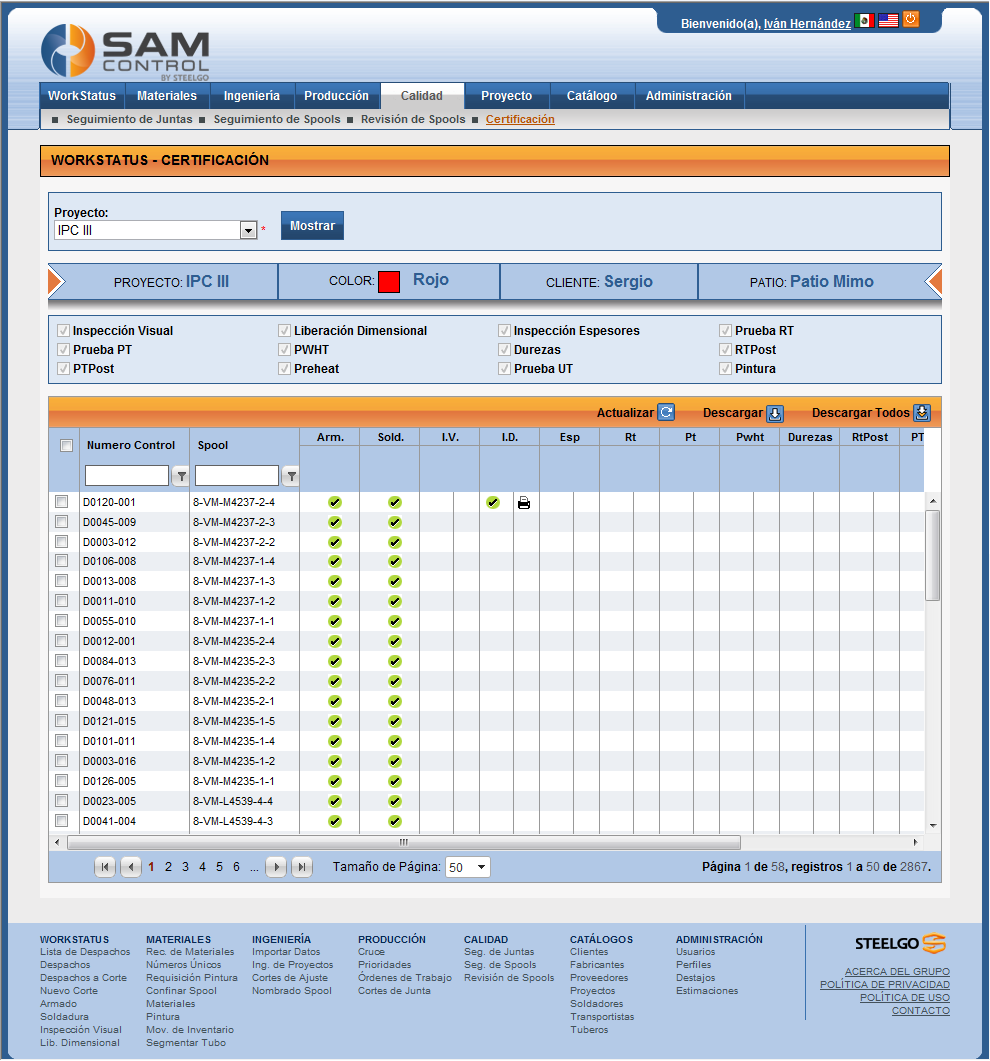 Bienvenido(a), Iván Hernández
SAM
CONTROL
BY STEELGO
WorkStatus Materiales Ingeniería Producción Calidad Proyecto Catálogo Administración
Seguimiento de Juntas Seguimiento de Spools Revisión de Spools Certificación
WORKSTATUS - CERTIFICACIÓN
Proyecto:
IPC III * Mostrar
PROYECTO: IPC III COLOR: Rojo CLIENTE: Sergio PATIO: Patio Mimo
Inspección Visual Liberación Dimensional Inspección Espesores Prueba RT
Prueba PT PWHT Durezas RTPost
PTPost Preheat Prueba UT Pintura
Actualizar Descargar Descargar Todos
Numero Control Spool Arm. Sold. I.V. I.D. Esp Rt Pt Pwht Durezas RtPost PT
D0120-001 8-VM-M4237-2-4
D0045-009 8-VM-M4237-2-3
D0003-012 8-VM-M4237-2-2
D0106-008 8-VM-M4237-1-4
D0013-008 8-VM-M4237-1-3
D0011-010 8-VM-M4237-1-2
D0055-010 8-VM-M4237-1-1
D0012-001 8-VM-M4235-2-4
D0084-013 8-VM-M4235-2-3
D0076-011 8-VM-M4235-2-2
D0048-013 8-VM-M4235-2-1
D0121-015 8-VM-M4235-1-5
D0101-011 8-VM-M4235-1-4
D0003-016 8-VM-M4235-1-2
D0126-005 8-VM-M4235-1-1
D0023-005 8-VM-L4539-4-4
D0041-004 8-VM-L4539-4-3
1 2 3 4 5 6 ... Tamaño de Página: 50 Página 1 de 58, registros 1 a 50 de 2867.
WORKSTATUS MATERIALES INGENIERÍA PRODUCCIÓN CALIDAD CATÁLOGOS ADMINISTRACIÓN
Lista de Despachos Rec. de Materiales Importar Datos Cruce Seg. de Juntas Clientes Usuarios
Despachos Números Únicos Ing. de Proyectos Prioridades Seg. de Spools Fabricantes Perfiles
Despachos a Corte Requisición Pintura Cortes de Ajuste Órdenes de Trabajo Revisión de Spools Proveedores Destajos
Nuevo Corte Confinar Spool Nombrado Spool Cortes de Junta Proyectos Estimaciones
Armado Materiales Soldadores
Soldadura Pintura Transportistas
Inspección Visual Mov. de Inventario Tuberos
Lib. Dimensional Segmentar Tubo
STEELGO
ACERCA DEL GRUPO
POLÍTICA DE PRIVACIDAD
POLÍTICA DE USO
CONTACTO